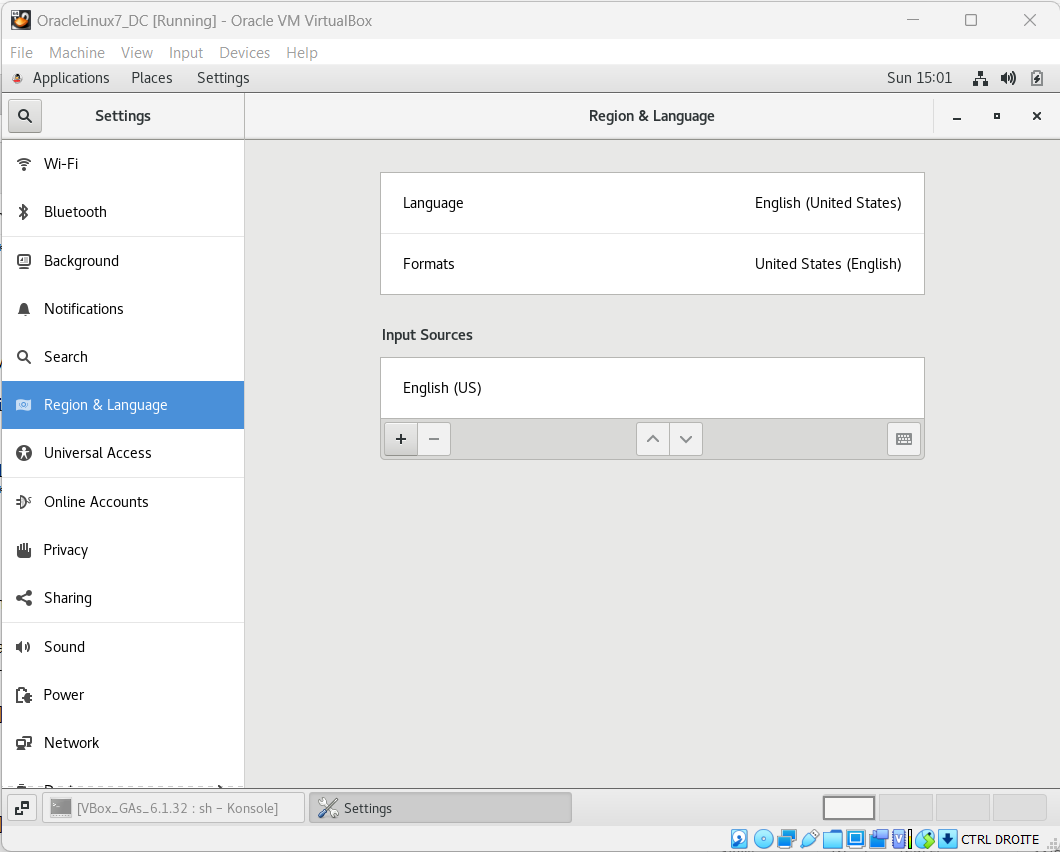 OracleLinux7_DC [Running] - Oracle VM VirtualBox
File Machine View Input Devices Help
Applications Places Settings Sun 15:01
Settings Region & Language
Wi-Fi
Bluetooth
Background
Notifications
Search
Region & Language
Universal Access
Online Accounts
Privacy
Sharing
Sound
Power
Network
Language English (United States)
Formats United States (English)
Input Sources
English (US)
[VBox_GAs_6.1.32 : sh – Konsole] Settings
CTRL DROITE